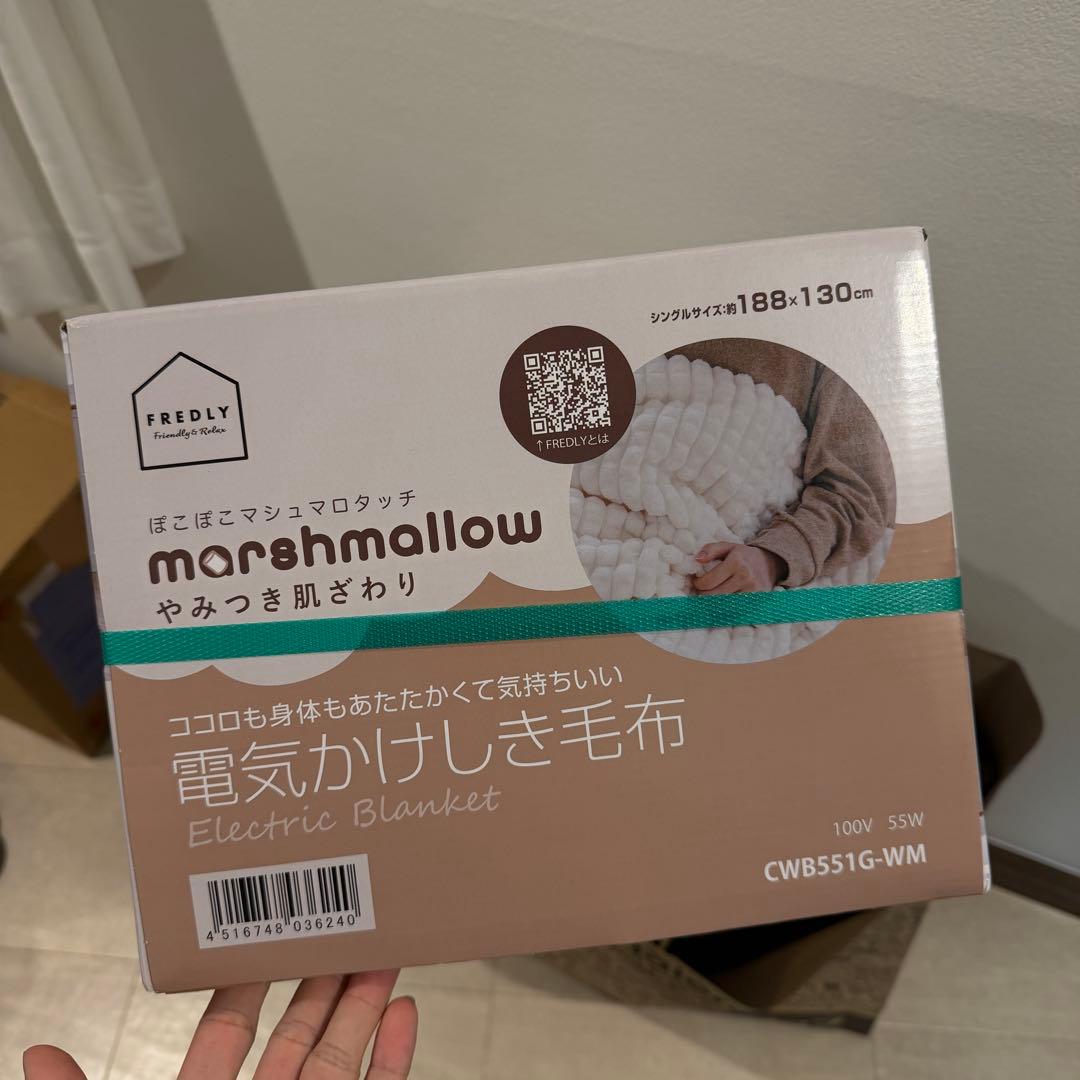 シングルサイズ:約188×130cm
FREDLY
Friendly & Relax
↑FREDLYとは
ぽこぽこマシュマロタッチ
marshmallow
やみつき肌ざわり
ココロも身体もあたたかくて気持ちいい
電気かけしき毛布
Electric Blanket
100V 55W
CWB551G-WM
4 516748 036240